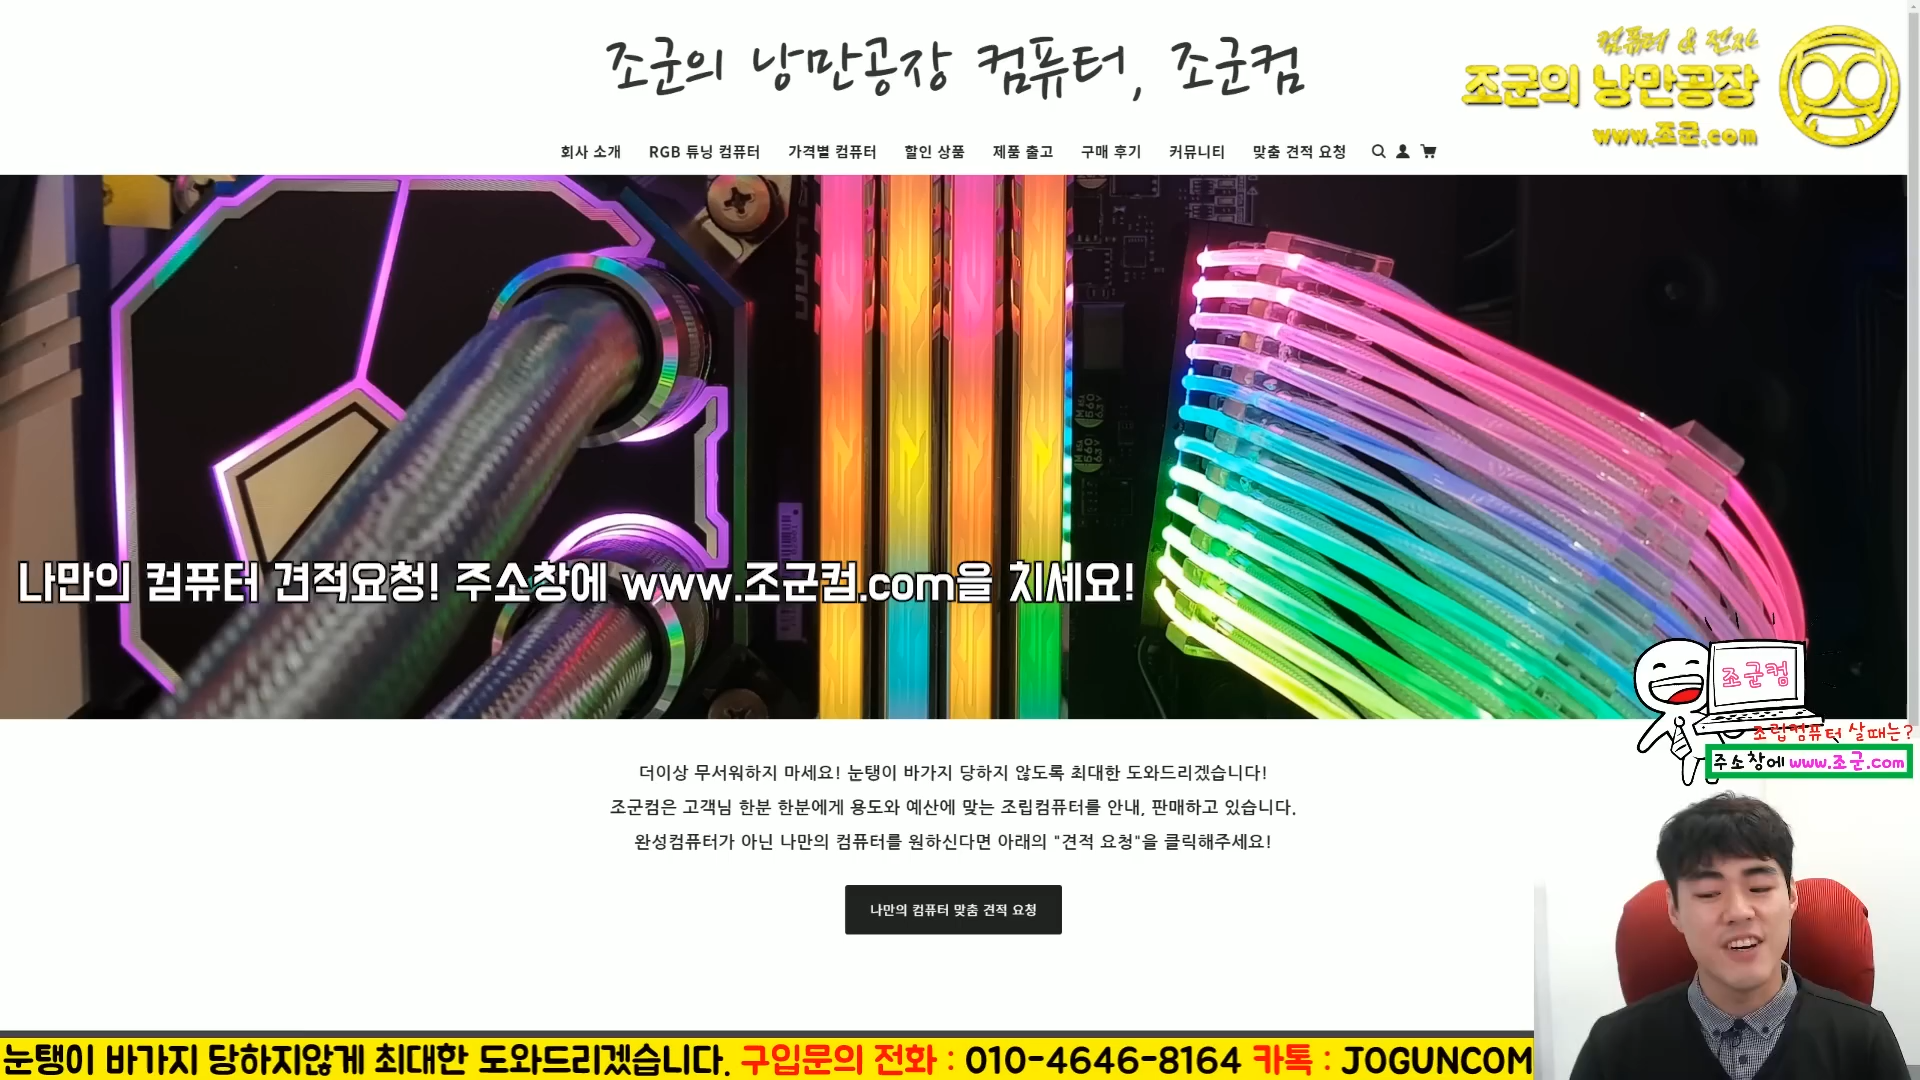 조군의 낭만공장 컴퓨터, 조군컴
컴퓨터 & 전자
조군의 낭만공장
www.조군.com
회사 소개 RGB 튜닝 컴퓨터 가격별 컴퓨터 할인 상품 제품 출고 구매 후기 커뮤니티 맞춤 견적 요청
나만의 컴퓨터 견적요청! 주소창에 www.조군컴.com을 치세요!
조군컴
조립컴퓨터 살때는?
주소창에 www.조군.com
더이상 무서워하지 마세요! 눈탱이 바가지 당하지 않도록 최대한 도와드리겠습니다!
조군컴은 고객님 한분 한분에게 용도와 예산에 맞는 조립컴퓨터를 안내, 판매하고 있습니다.
완성컴퓨터가 아닌 나만의 컴퓨터를 원하신다면 아래의 "견적 요청"을 클릭해주세요!
나만의 컴퓨터 맞춤 견적 요청
눈탱이 바가지 당하지않게 최대한 도와드리겠습니다. 구입문의 전화 : 010-4646-8164 카톡 : JOGUNCOM